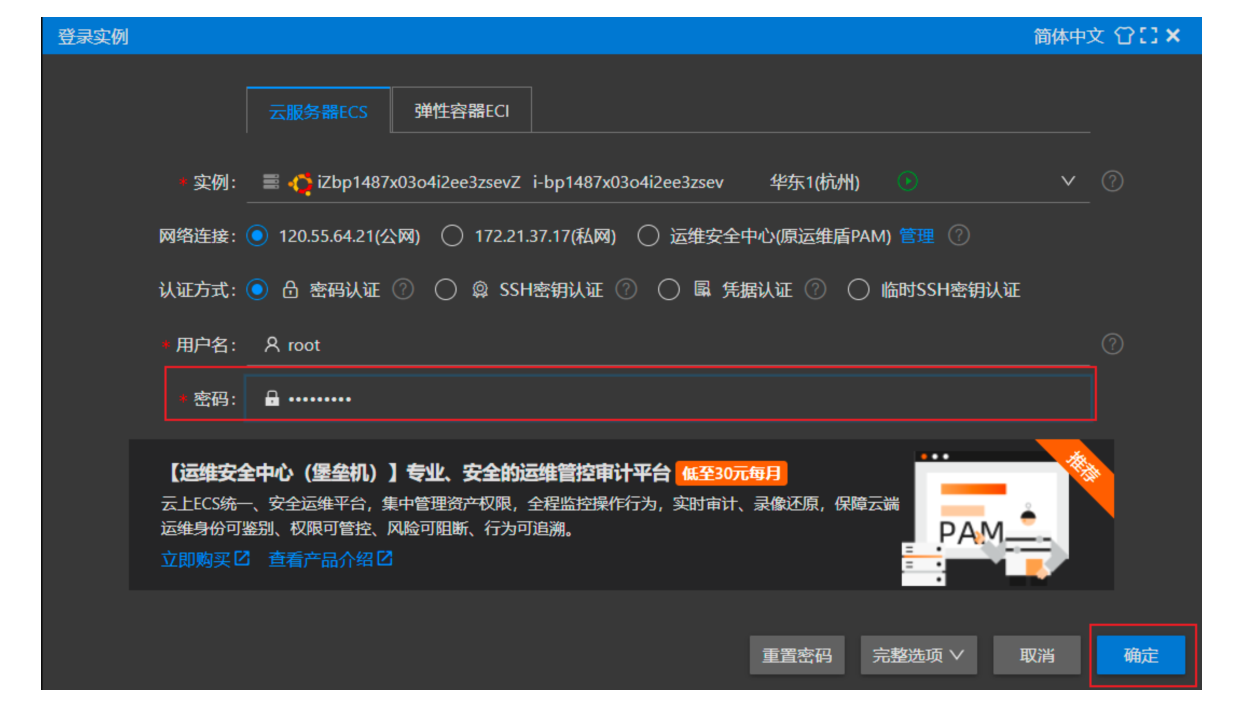 登录实例 简体中文
云服务器ECS 弹性容器ECI
* 实例: iZbp1487x03o4i2ee3zsevZ i-bp1487x03o4i2ee3zsev 华东1(杭州)
网络连接: 120.55.64.21(公网) 172.21.37.17(私网) 运维安全中心(原运维盾PAM) 管理
认证方式: 密码认证 SSH密钥认证 凭据认证 临时SSH密钥认证
* 用户名: root
* 密码: •••••••••
【运维安全中心（堡垒机）】专业、安全的运维管控审计平台 低至30元每月
推荐
云上ECS统一、安全运维平台，集中管理资产权限，全程监控操作行为，实时审计、录像还原，保障云端
运维身份可鉴别、权限可管控、风险可阻断、行为可追溯。
PAM
立即购买 查看产品介绍
重置密码 完整选项 取消 确定